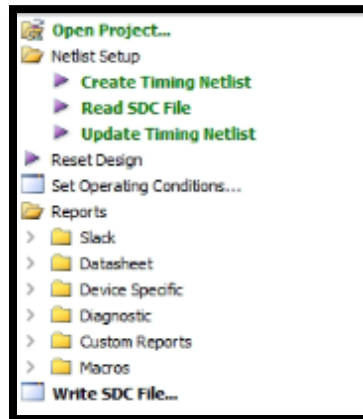 Open Project...
Netlist Setup
Create Timing Netlist
Read SDC File
Update Timing Netlist
Reset Design
Set Operating Conditions...
Reports
Slack
Datasheet
Device Specific
Diagnostic
Custom Reports
Macros
Write SDC File...